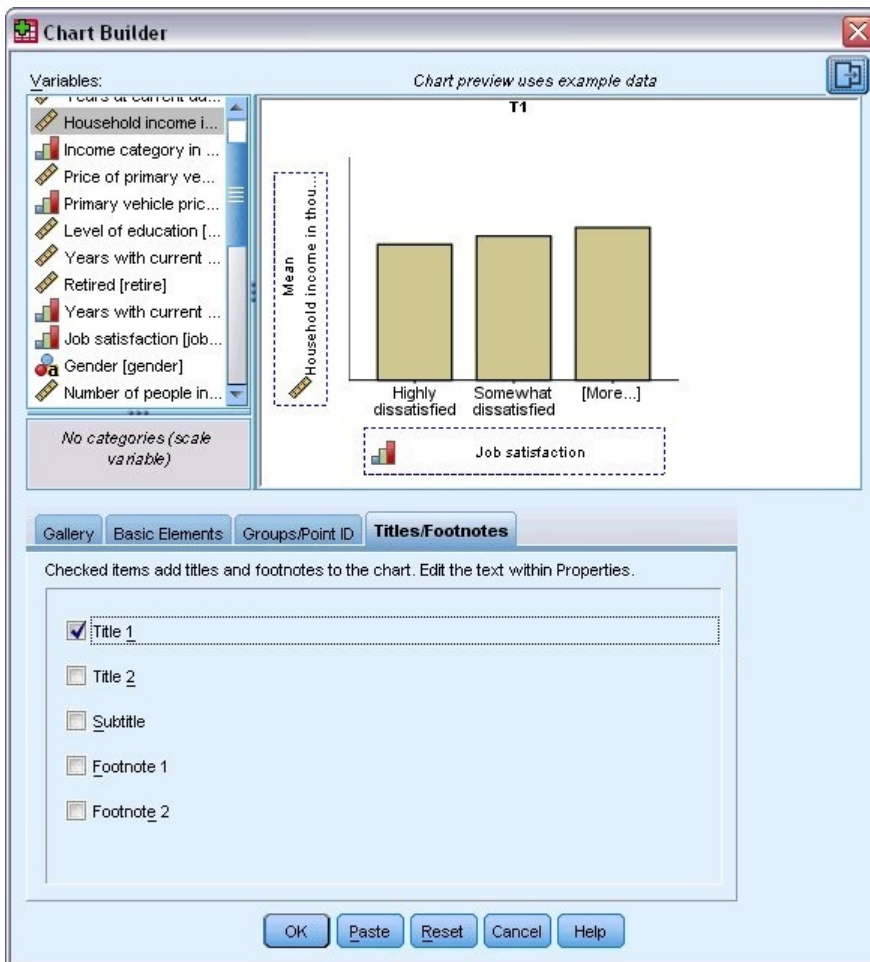 Chart Builder
Variables:
Chart preview uses example data
Household income i...
Income category in ...
Price of primary ve...
Primary vehicle pric...
Level of education [...
Years with current ...
Retired [retire]
Years with current ...
Job satisfaction [job...
Gender [gender]
Number of people in...
No categories (scale
variable)
T1
Mean
Household income in thou...
Highly
dissatisfied
Somewhat
dissatisfied
[More...]
Job satisfaction
Gallery
Basic Elements
Groups/Point ID
Titles/Footnotes
Checked items add titles and footnotes to the chart. Edit the text within Properties.
Title 1
Title 2
Subtitle
Footnote 1
Footnote 2
OK
Paste
Reset
Cancel
Help